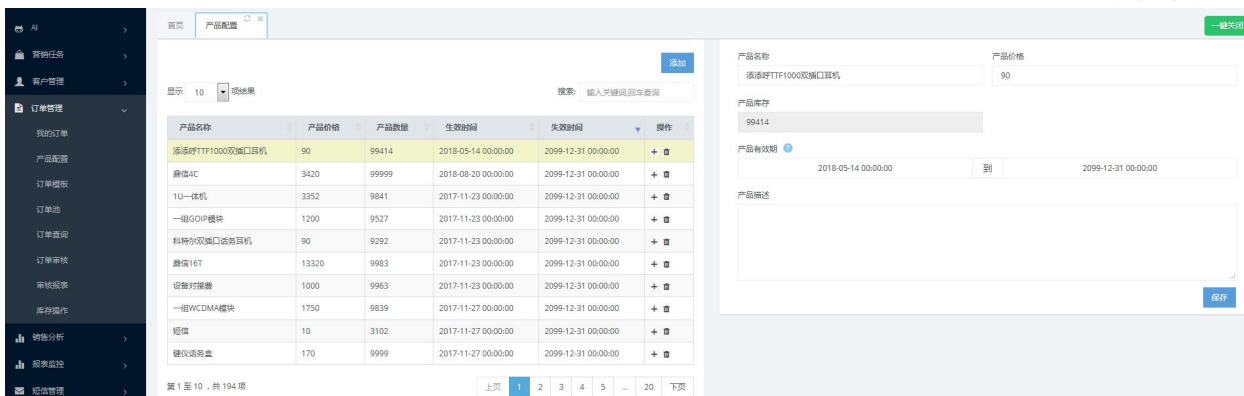 AI
营销任务
客户管理
订单管理
我的订单
产品配置
订单模板
订单池
订单查询
订单审核
审核报表
库存操作
销售分析
报表监控
短信管理
首页 产品配置
一键关闭
添加
显示 10 项结果 搜索: 输入关键词,回车查询
产品名称 产品价格 产品数量 生效时间 失效时间 操作
添添呼TTF1000双插口耳机 90 99414 2018-05-14 00:00:00 2099-12-31 00:00:00
鼎信4C 3420 99999 2018-08-20 00:00:00 2099-12-31 00:00:00
1U一体机 3352 9841 2017-11-23 00:00:00 2099-12-31 00:00:00
一组GOIP模块 1200 9527 2017-11-23 00:00:00 2099-12-31 00:00:00
科特尔双插口话务耳机 90 9292 2017-11-23 00:00:00 2099-12-31 00:00:00
鼎信16T 13320 9983 2017-11-23 00:00:00 2099-12-31 00:00:00
设备对接费 1000 9963 2017-11-23 00:00:00 2099-12-31 00:00:00
一组WCDMA模块 1750 9839 2017-11-27 00:00:00 2099-12-31 00:00:00
短信 10 3102 2017-11-27 00:00:00 2099-12-31 00:00:00
健仪话务盒 170 9999 2017-11-27 00:00:00 2099-12-31 00:00:00
第 1 至 10 ，共 194 项 上页 1 2 3 4 5 ... 20 下页
产品名称 产品价格
添添呼TTF1000双插口耳机 90
产品库存
99414
产品有效期 ?
2018-05-14 00:00:00 到 2099-12-31 00:00:00
产品描述
保存